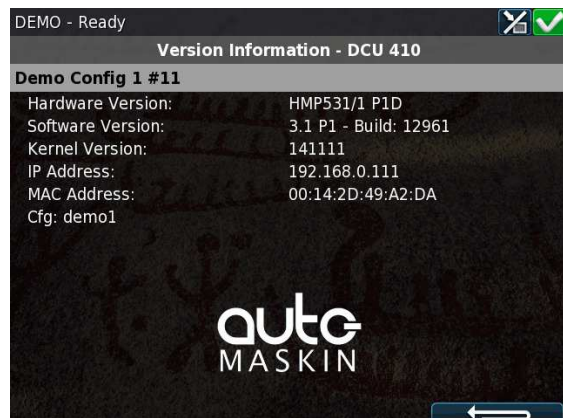 DEMO - Ready
Version Information - DCU 410
Demo Config 1 #11
Hardware Version: HMP531/1 P1D
Software Version: 3.1 P1 - Build: 12961
Kernel Version: 141111
IP Address: 192.168.0.111
MAC Address: 00:14:2D:49:A2:DA
Cfg: demo1
auto
MASKIN